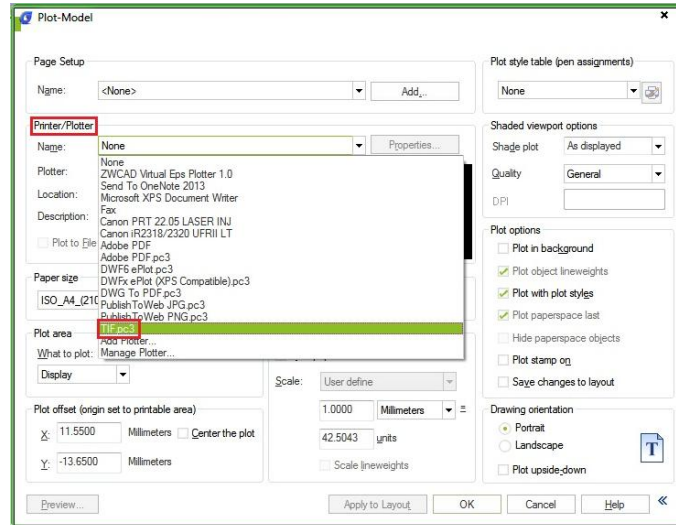 Plot-Model
Page Setup
Name: <None> Add...
Printer/Plotter
Name: None Properties...
Plotter:
Location:
Description:
Plot to File
None
ZWCAD Virtual Eps Plotter 1.0
Send To OneNote 2013
Microsoft XPS Document Writer
Fax
Canon PRT 22.05 LASER INJ
Canon iR2318/2320 UFRII LT
Adobe PDF
Adobe PDF.pc3
DWF6 ePlot.pc3
DWFx ePlot (XPS Compatible).pc3
DWG To PDF.pc3
PublishToWeb JPG.pc3
PublishToWeb PNG.pc3
TIF.pc3
Add Plotter...
Manage Plotter...
Paper size
ISO_A4_(210
Plot area
What to plot:
Display
Scale: User define
1.0000 Millimeters =
42.5043 units
Scale lineweights
Plot offset (origin set to printable area)
X: 11.5500 Millimeters Center the plot
Y: -13.6500 Millimeters
Plot style table (pen assignments)
None
Shaded viewport options
Shade plot As displayed
Quality General
DPI
Plot options
Plot in background
Plot object lineweights
Plot with plot styles
Plot paperspace last
Hide paperspace objects
Plot stamp on
Save changes to layout
Drawing orientation
Portrait
Landscape
Plot upside-down
T
Preview... Apply to Layout OK Cancel Help